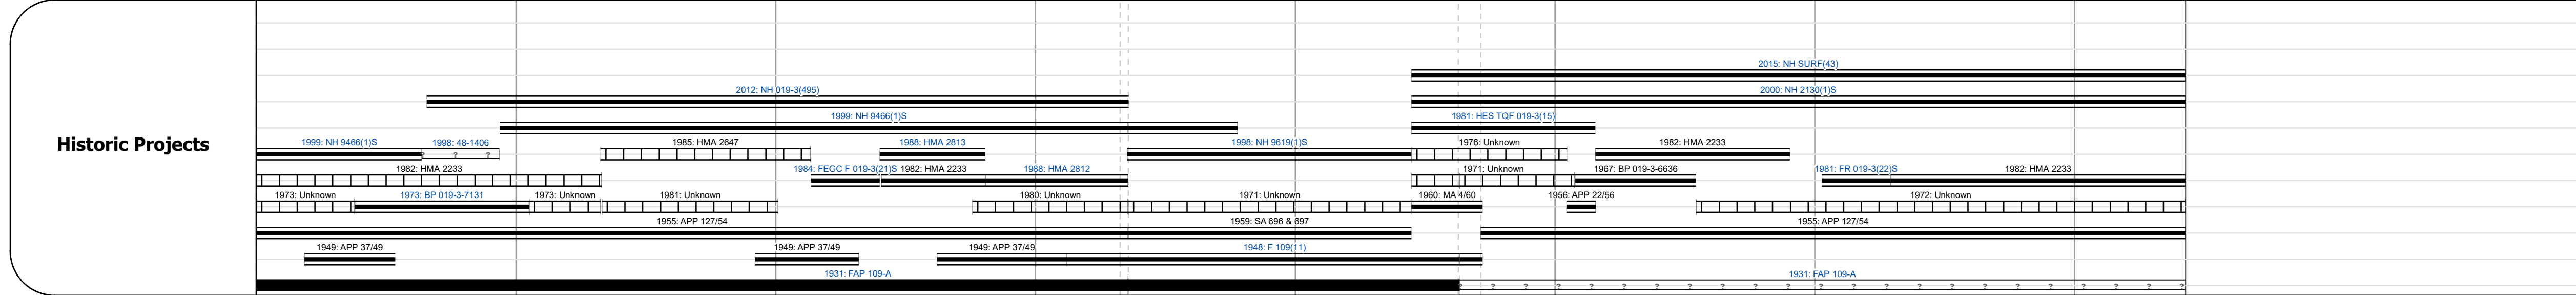 Historic Projects
2015: NH SURF(43)
2012: NH 019-3(495)
2000: NH 2130(1)S
1999: NH 9466(1)S
1981: HES TQF 019-3(15)
1999: NH 9466(1)S
1998: 48-1406
1985: HMA 2647
1988: HMA 2813
1998: NH 9619(1)S
1976: Unknown
1982: HMA 2233
? ?
1982: HMA 2233
1984: FEGC F 019-3(21)S
1982: HMA 2233
1988: HMA 2812
1971: Unknown
1967: BP 019-3-6636
1981: FR 019-3(22)S
1982: HMA 2233
1973: Unknown
1973: BP 019-3-7131
1973: Unknown
1981: Unknown
1980: Unknown
1971: Unknown
1960: MA 4/60
1956: APP 22/56
1972: Unknown
1955: APP 127/54
1959: SA 696 & 697
1955: APP 127/54
1949: APP 37/49
1949: APP 37/49
1949: APP 37/49
1948: F 109(11)
1931: FAP 109-A
1931: FAP 109-A
? ? ? ? ? ? ? ? ? ? ? ? ? ? ? ? ? ? ? ? ? ? ?